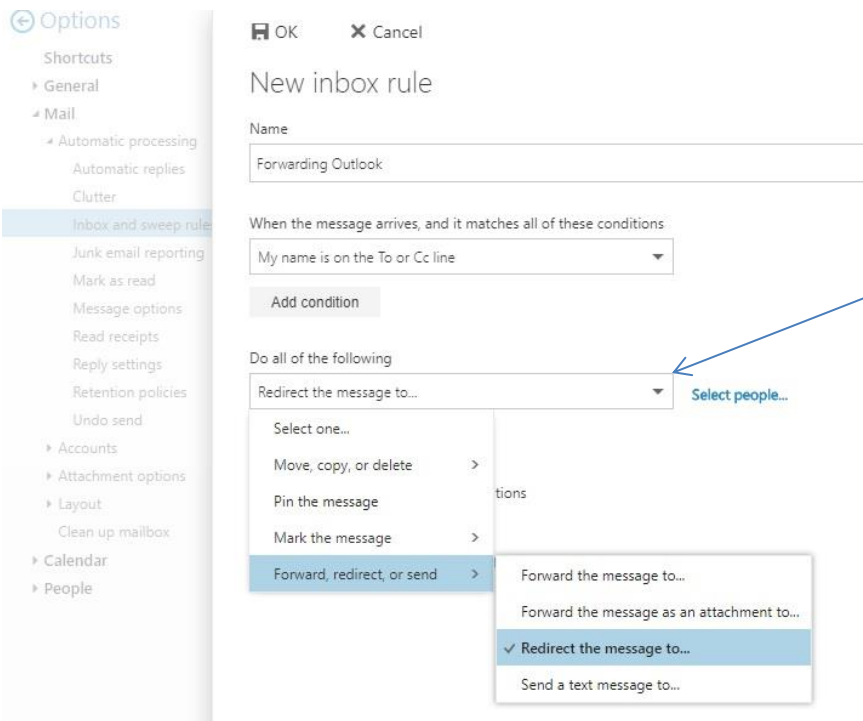 Options
Shortcuts
General
Mail
Automatic processing
Automatic replies
Clutter
Inbox and sweep rule
Junk email reporting
Mark as read
Message options
Read receipts
Reply settings
Retention policies
Undo send
Accounts
Attachment options
Layout
Clean up mailbox
Calendar
People
OK Cancel
New inbox rule
Name
Forwarding Outlook
When the message arrives, and it matches all of these conditions
My name is on the To or Cc line
Add condition
Do all of the following
Redirect the message to... Select people...
Select one...
Move, copy, or delete
Pin the message
tions
Mark the message
Forward, redirect, or send
Forward the message to...
Forward the message as an attachment to...
Redirect the message to...
Send a text message to...